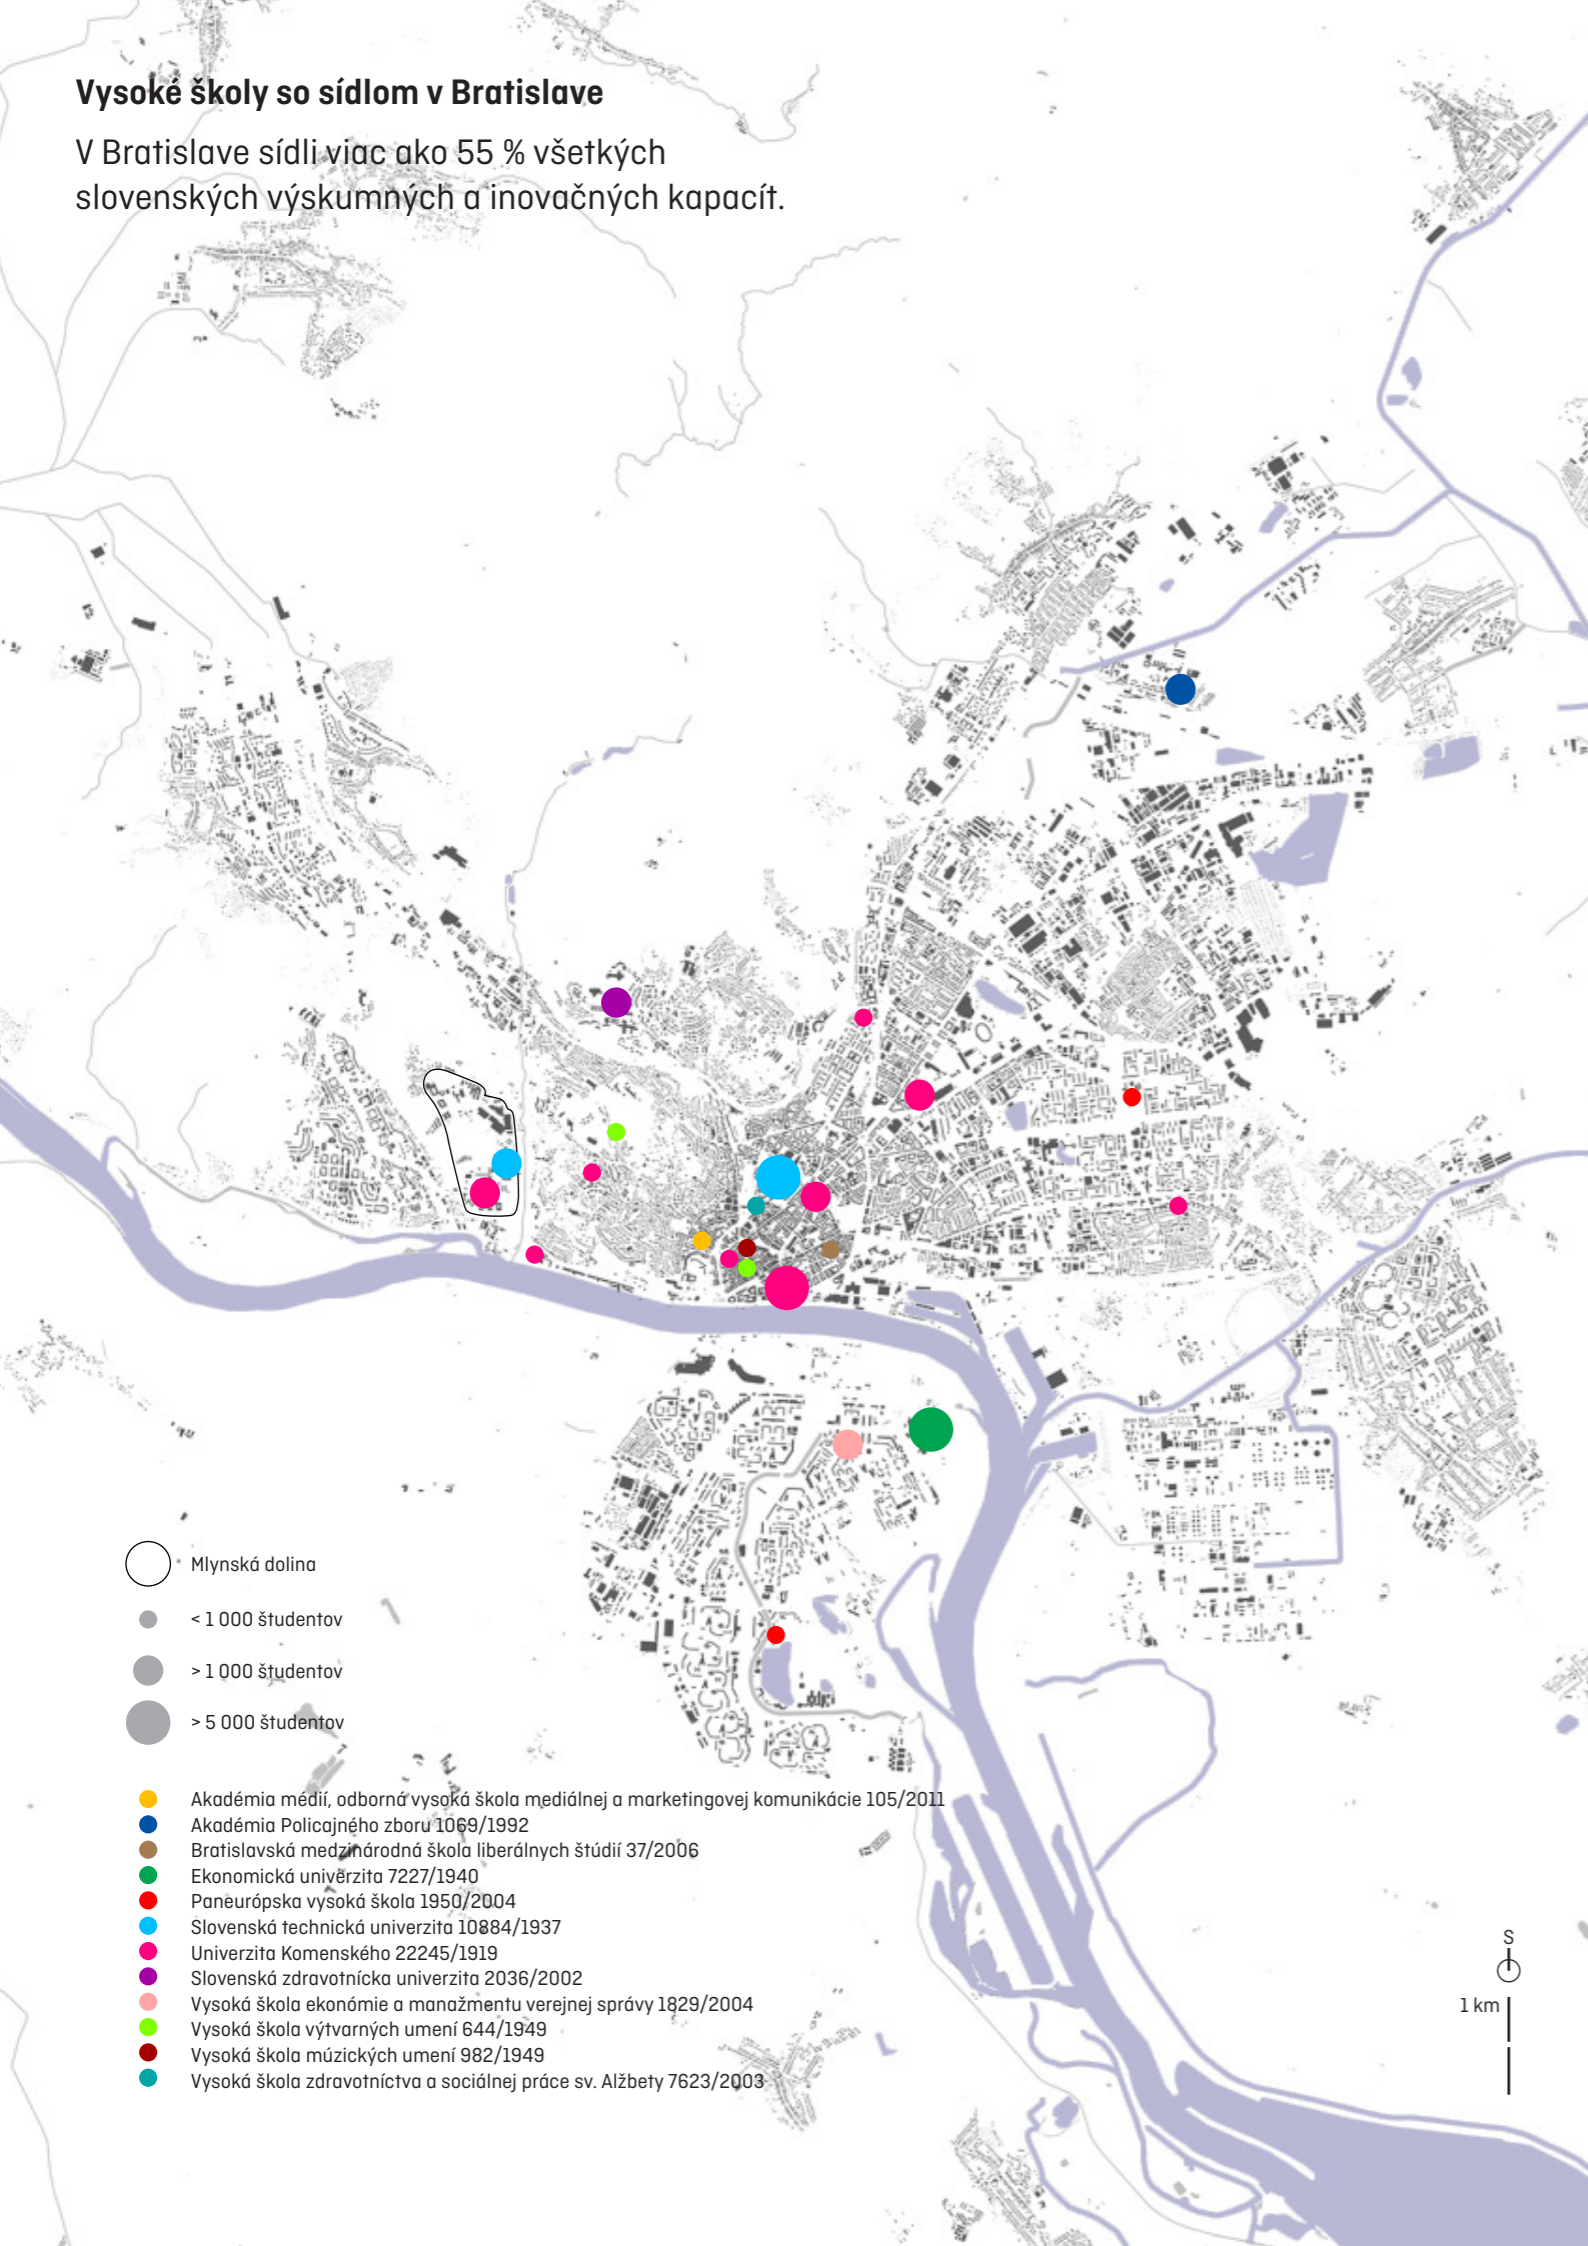 Vysoké školy so sídlom v Bratislave
V Bratislave sídli viac ako 55 % všetkých
slovenských výskumných a inovačných kapacít.
Mlynská dolina
< 1 000 študentov
> 1 000 študentov
> 5 000 študentov
Akadémia médií, odborná vysoká škola mediálnej a marketingovej komunikácie 105/2011
Akadémia Policajného zboru 1069/1992
Bratislavská medzinárodná škola liberálnych štúdií 37/2006
Ekonomická univerzita 7227/1940
Paneurópska vysoká škola 1950/2004
Slovenská technická univerzita 10884/1937
Univerzita Komenského 22245/1919
Slovenská zdravotnícka univerzita 2036/2002
Vysoká škola ekonómie a manažmentu verejnej správy 1829/2004
Vysoká škola výtvarných umení 644/1949
Vysoká škola múzických umení 982/1949
Vysoká škola zdravotníctva a sociálnej práce sv. Alžbety 7623/2003
S
1 km